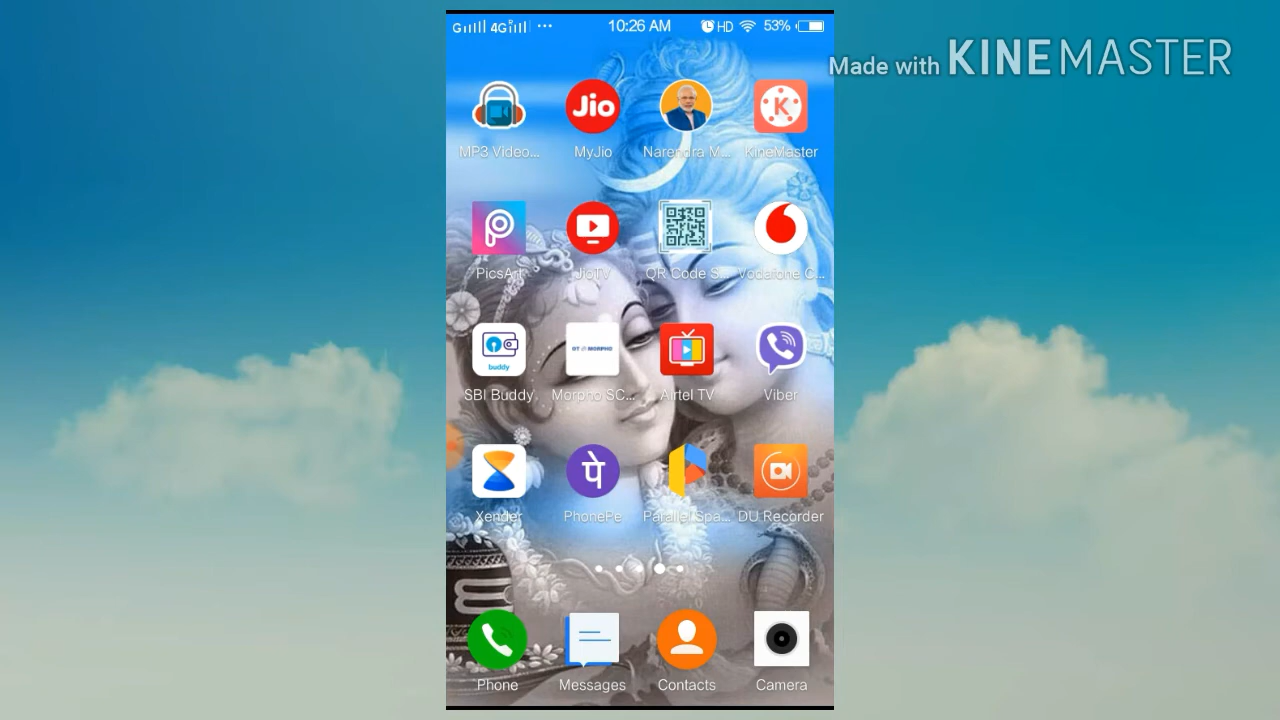 G 4G R ... 10:26 AM HD 53%
Made with KINEMASTER
MP3 Video... MyJio Narendra M... KineMaster
Jio
K
PicsArt JioTV QR Code S... Vodafone C...
buddy
OT MORPHO
SBI Buddy Morpho SC... Airtel TV Viber
पे
Xender PhonePe Parallel Spa... DU Recorder
Phone Messages Contacts Camera